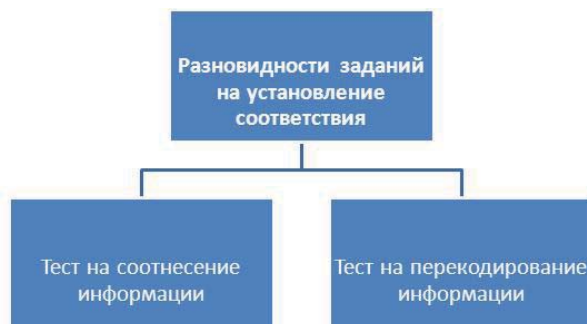 Разновидности заданий
на установление
соответствия
Тест на соотнесение
информации
Тест на перекодирование
информации